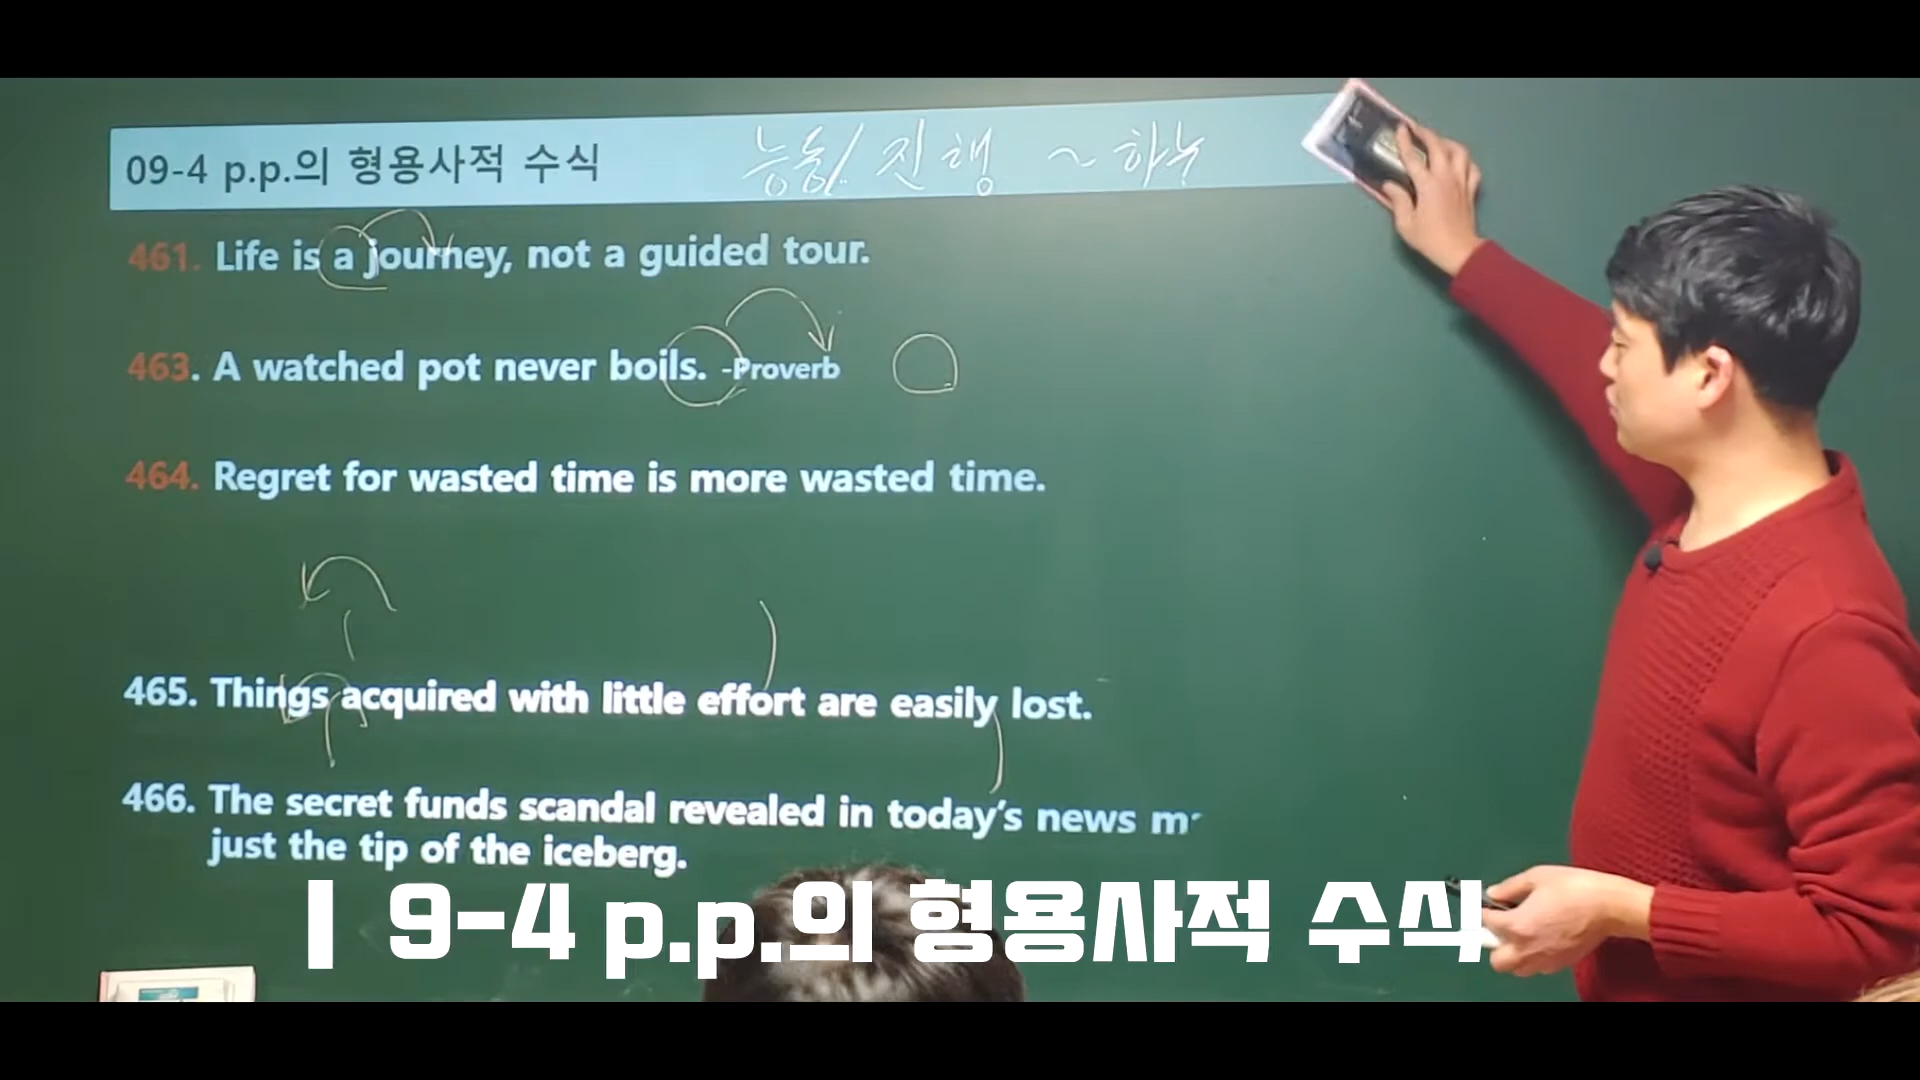 09-4 p.p.의 형용사적 수식 능동/ 진행 ~하
461. Life is a journey, not a guided tour.
463. A watched pot never boils. -Proverb
464. Regret for wasted time is more wasted time.
465. Things acquired with little effort are easily lost.
466. The secret funds scandal revealed in today's news
just the tip of the iceberg.
9-4 p.p.의 형용사적 수식